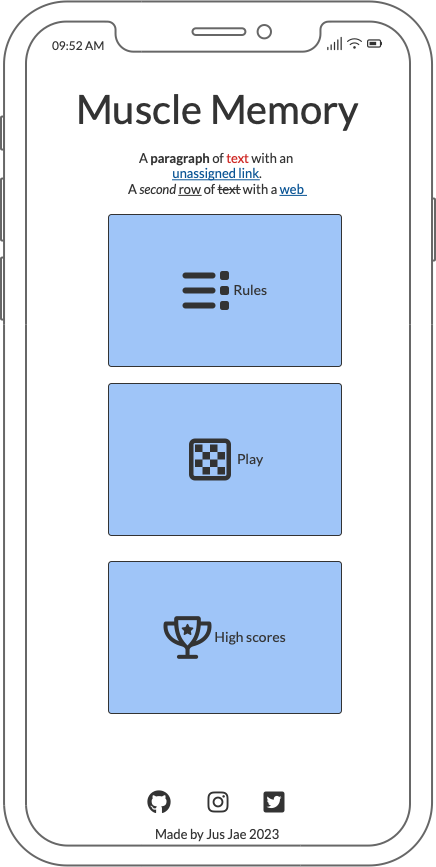 09:52 AM
Muscle Memory
A paragraph of text with an
unassigned link.
A second row of text with a web
Rules
Play
High scores
Made by Jus Jae 2023